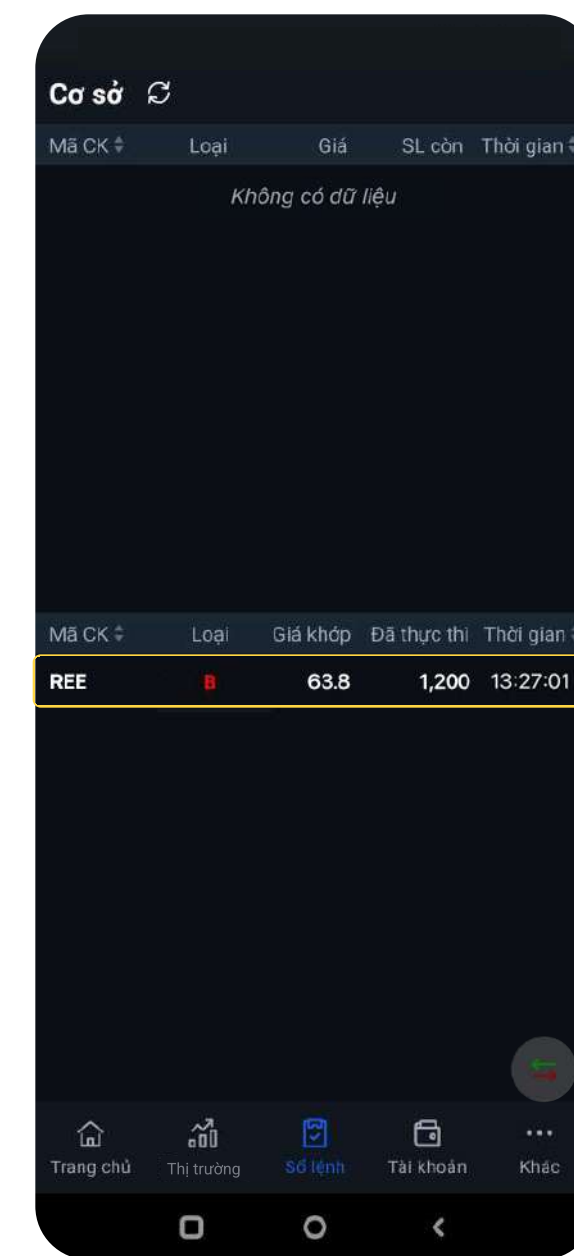 Cơ sở
Mã CK Loại Giá SL còn Thời gian
Không có dữ liệu
Mã CK Loại Giá khớp Đã thực thi Thời gian
REE B 63.8 1,200 13:27:01
Trang chủ Thị trường Sổ lệnh Tài khoản Khác